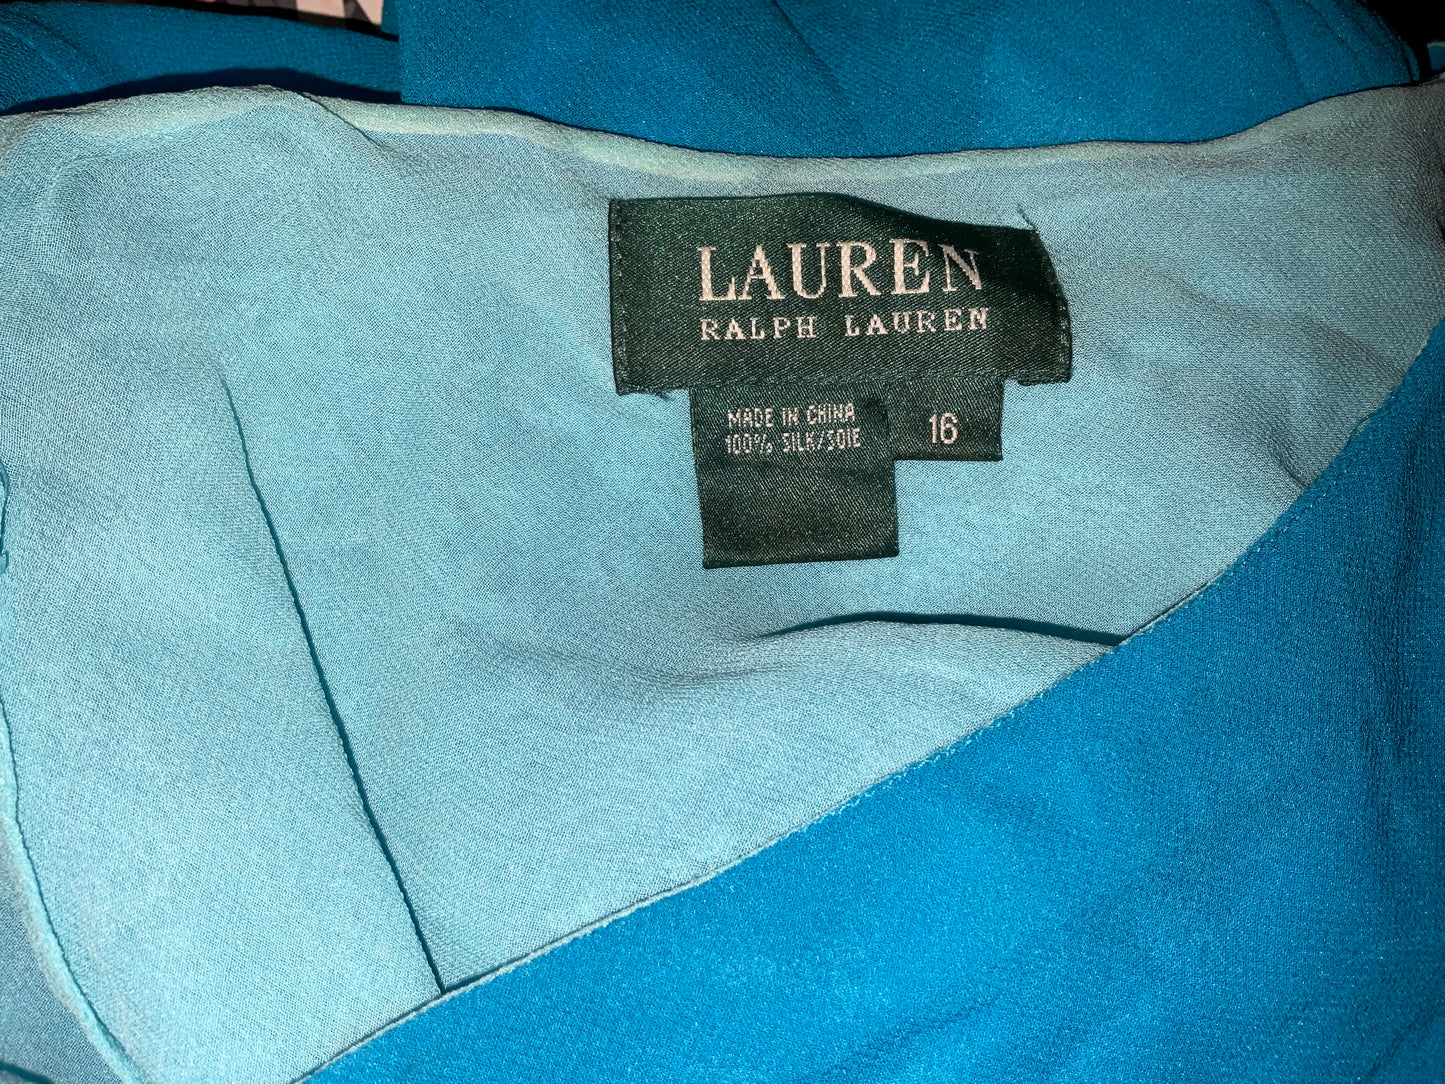 LAUREN
RALPH LAUREN
MADE IN CHINA
100% SILK/SOIE
16